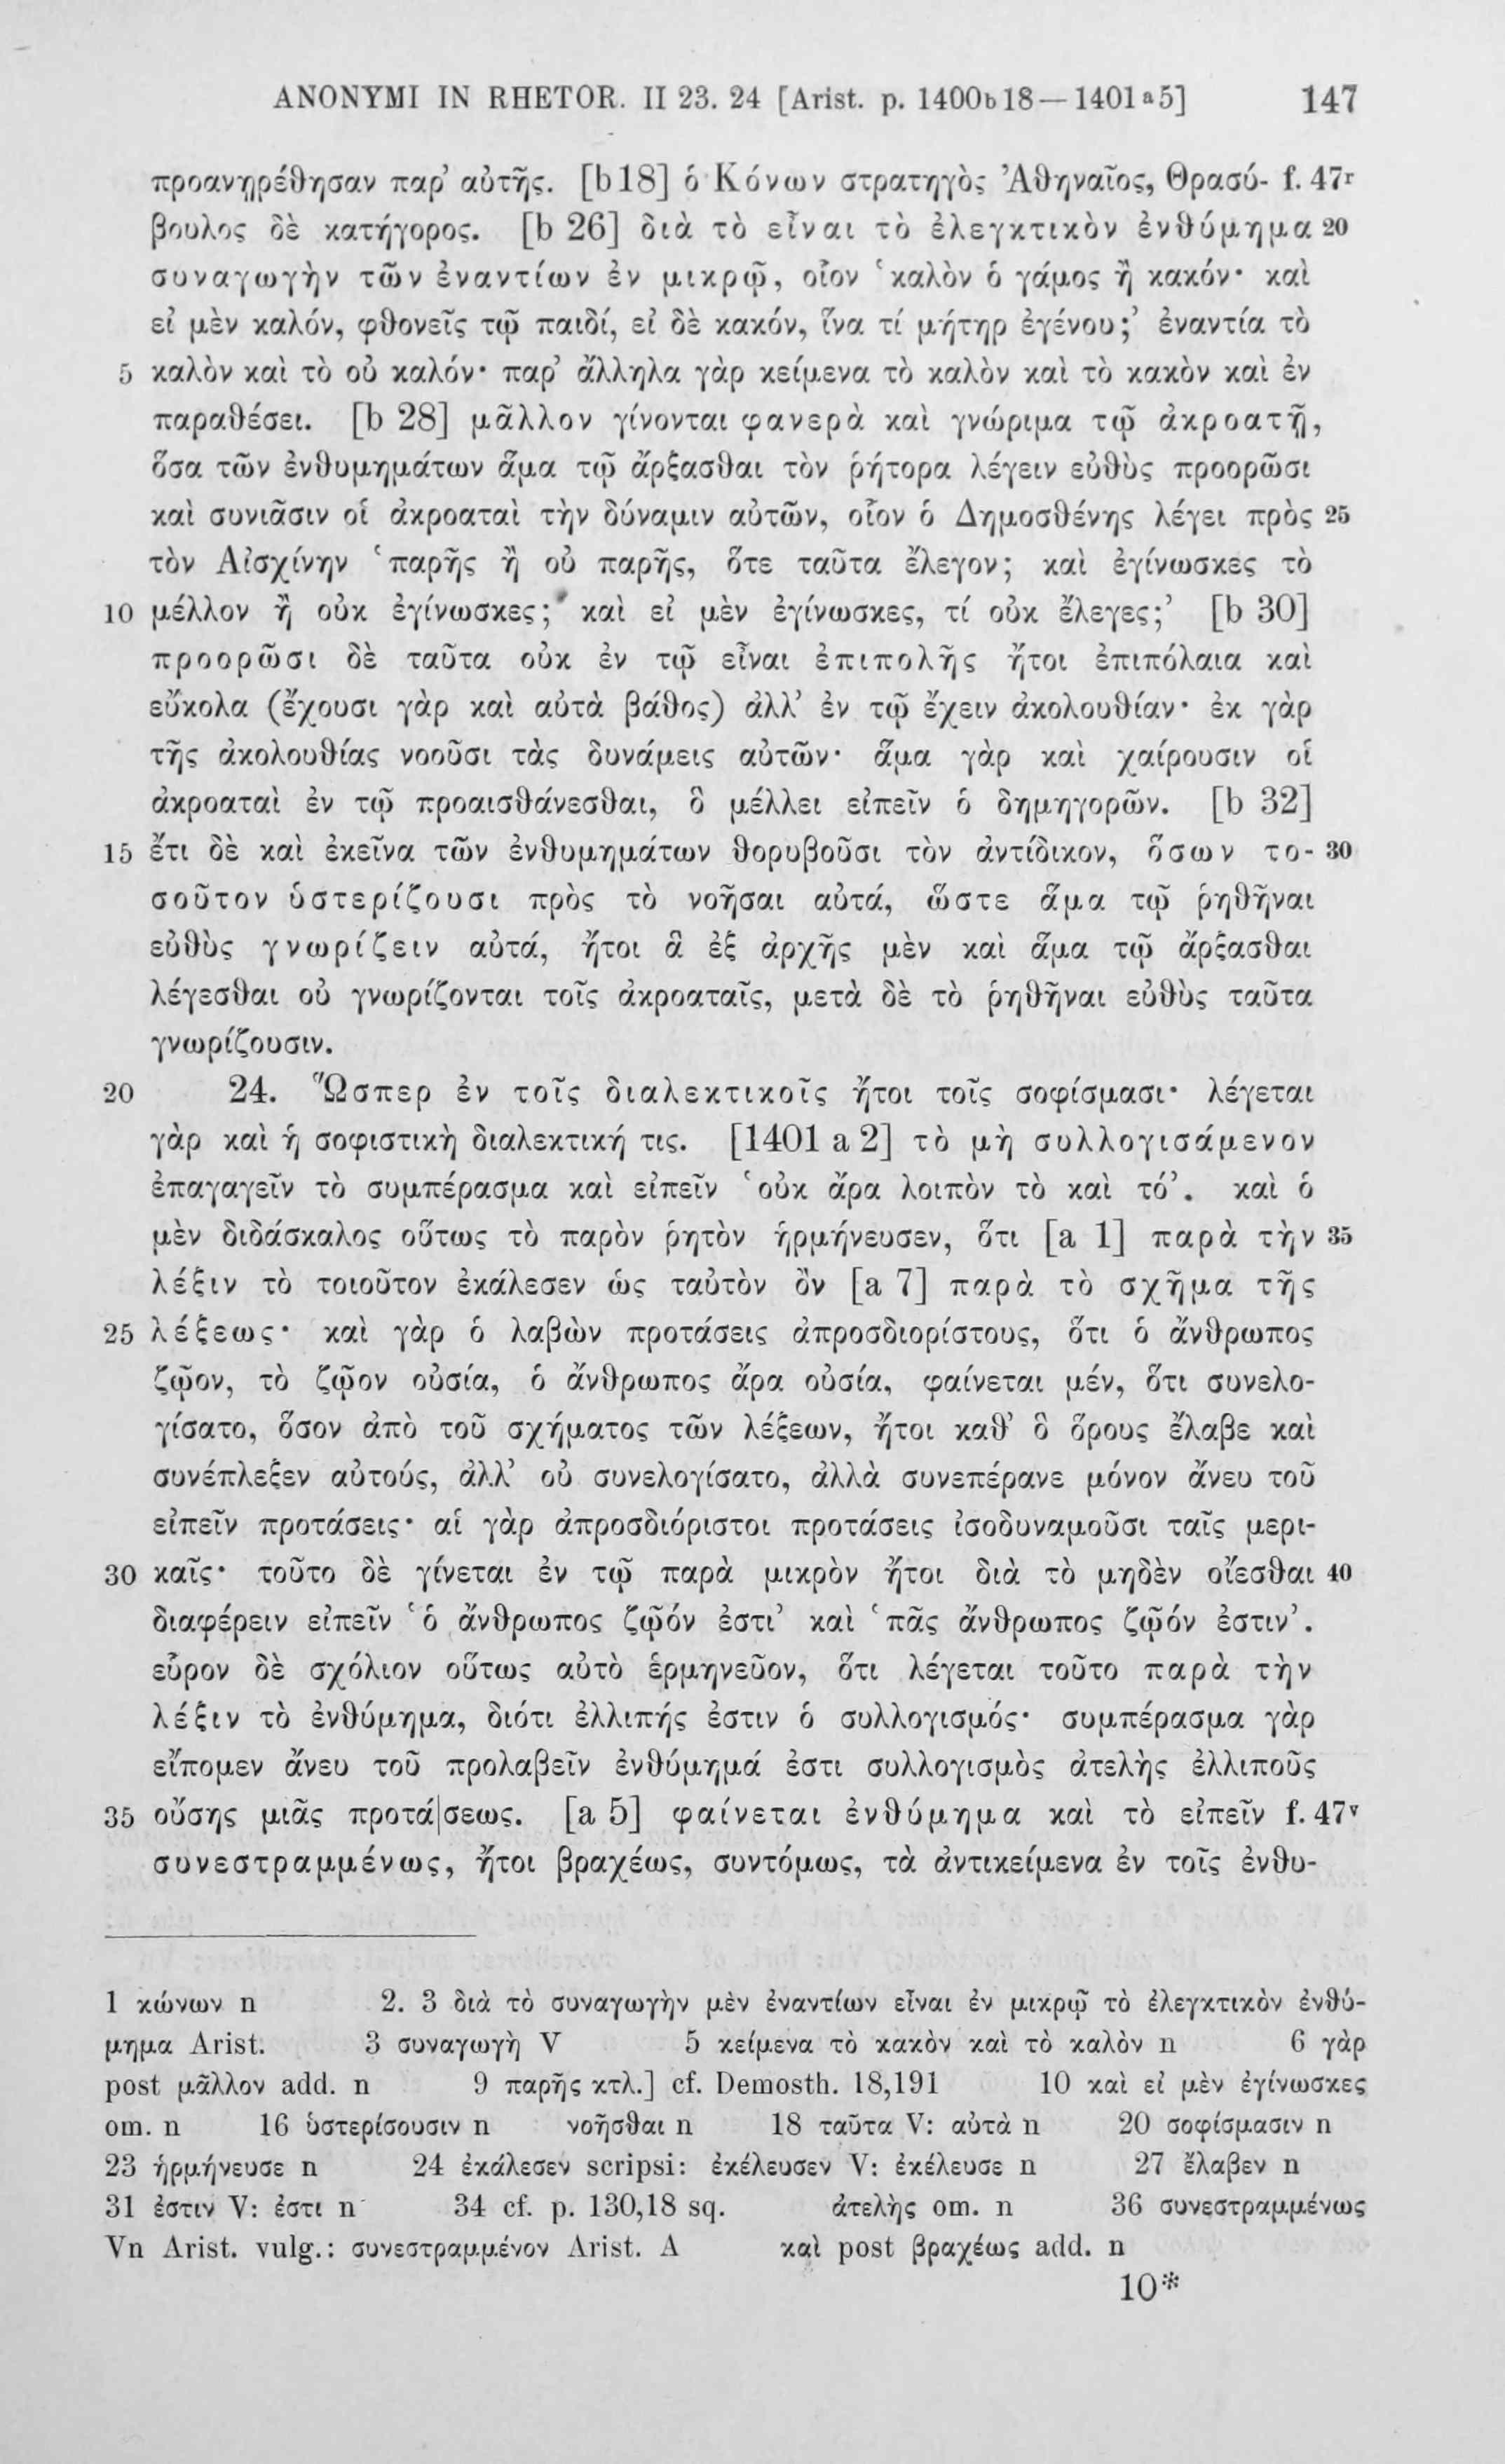 ANONYMI IN RHETOR. II 23. 24 [Arist. p. 1400b18—1401a5] 147
προανῃρέθησαν παρ’ αὐτῆς. [b18] ὁ Κόνων στρατηγὸς Ἀθηναῖος, Θρασύ- f. 47r
βουλος δὲ κατήγορος. [b 26] διὰ τὸ εἶναι τὸ ἐλεγκτικὸν ἐνθύμημα 20
συναγωγὴν τῶν ἐναντίων ἐν μικρῷ, οἷον ‘καλὸν ὁ γάμος ἢ κακόν· καὶ
εἰ μὲν καλόν, φθονεῖς τῷ παιδί, εἰ δὲ κακόν, ἵνα τί μήτηρ ἐγένου;’ ἐναντία τὸ
5 καλὸν καὶ τὸ οὐ καλόν· παρ’ ἄλληλα γὰρ κείμενα τὸ καλὸν καὶ τὸ κακὸν καὶ ἐν
παραθέσει. [b 28] μᾶλλον γίνονται φανερὰ καὶ γνώριμα τῷ ἀκροατῇ,
ὅσα τῶν ἐνθυμημάτων ἅμα τῷ ἄρξασθαι τὸν ῥήτορα λέγειν εὐθὺς προορῶσι
καὶ συνιᾶσιν οἱ ἀκροαταὶ τὴν δύναμιν αὐτῶν, οἷον ὁ Δημοσθένης λέγει πρὸς 25
τὸν Αἰσχίνην ‘παρῆς ἢ οὐ παρῆς, ὅτε ταῦτα ἔλεγον; καὶ ἐγίνωσκες τὸ
10 μέλλον ἢ οὐκ ἐγίνωσκες; καὶ εἰ μὲν ἐγίνωσκες, τί οὐκ ἔλεγες;’ [b 30]
προορῶσι δὲ ταῦτα οὐκ ἐν τῷ εἶναι ἐπιπολῆς ἤτοι ἐπιπόλαια καὶ
εὔκολα (ἔχουσι γὰρ καὶ αὐτὰ βάθος) ἀλλ’ ἐν τῷ ἔχειν ἀκολουθίαν· ἐκ γὰρ
τῆς ἀκολουθίας νοοῦσι τὰς δυνάμεις αὐτῶν· ἅμα γὰρ καὶ χαίρουσιν οἱ
ἀκροαταὶ ἐν τῷ προαισθάνεσθαι, ὃ μέλλει εἰπεῖν ὁ δημηγορῶν. [b 32]
15 ἔτι δὲ καὶ ἐκεῖνα τῶν ἐνθυμημάτων θορυβοῦσι τὸν ἀντίδικον, ὅσων το- 30
σοῦτον ὑστερίζουσι πρὸς τὸ νοῆσαι αὐτά, ὥστε ἅμα τῷ ῥηθῆναι
εὐθὺς γνωρίζειν αὐτά, ἤτοι ἃ ἐξ ἀρχῆς μὲν καὶ ἅμα τῷ ἄρξασθαι
λέγεσθαι οὐ γνωρίζονται τοῖς ἀκροαταῖς, μετὰ δὲ τὸ ῥηθῆναι εὐθὺς ταῦτα
γνωρίζουσιν.
20 24. Ὥσπερ ἐν τοῖς διαλεκτικοῖς ἤτοι τοῖς σοφίσμασι· λέγεται
γὰρ καὶ ἡ σοφιστικὴ διαλεκτική τις. [1401 a 2] τὸ μὴ συλλογισάμενον
ἐπαγαγεῖν τὸ συμπέρασμα καὶ εἰπεῖν ‘οὐκ ἄρα λοιπὸν τὸ καὶ τό’. καὶ ὁ
μὲν διδάσκαλος οὕτως τὸ παρὸν ῥητὸν ἡρμήνευσεν, ὅτι [a 1] παρὰ τὴν 35
λέξιν τὸ τοιοῦτον ἐκάλεσεν ὡς ταὐτὸν ὂν [a 7] παρὰ τὸ σχῆμα τῆς
25 λέξεως· καὶ γὰρ ὁ λαβὼν προτάσεις ἀπροσδιορίστους, ὅτι ὁ ἄνθρωπος
ζῷον, τὸ ζῷον οὐσία, ὁ ἄνθρωπος ἄρα οὐσία, φαίνεται μέν, ὅτι συνελο-
γίσατο, ὅσον ἀπὸ τοῦ σχήματος τῶν λέξεων, ἤτοι καθ’ ὃ ὅρους ἔλαβε καὶ
συνέπλεξεν αὐτούς, ἀλλ’ οὐ συνελογίσατο, ἀλλὰ συνεπέρανε μόνον ἄνευ τοῦ
εἰπεῖν προτάσεις· αἱ γὰρ ἀπροσδιόριστοι προτάσεις ἰσοδυναμοῦσι ταῖς μερι-
30 καῖς· τοῦτο δὲ γίνεται ἐν τῷ παρὰ μικρὸν ἤτοι διὰ τὸ μηδὲν οἴεσθαι 40
διαφέρειν εἰπεῖν ‘ὁ ἄνθρωπος ζῷόν ἐστι’ καὶ ‘πᾶς ἄνθρωπος ζῷόν ἐστιν’.
εὗρον δὲ σχόλιον οὕτως αὐτὸ ἑρμηνεῦον, ὅτι λέγεται τοῦτο παρὰ τὴν
λέξιν τὸ ἐνθύμημα, διότι ἐλλιπής ἐστιν ὁ συλλογισμός· συμπέρασμα γὰρ
εἴπομεν ἄνευ τοῦ προλαβεῖν ἐνθύμημά ἐστι συλλογισμὸς ἀτελὴς ἐλλιποῦς
35 οὔσης μιᾶς προτά|σεως. [a 5] φαίνεται ἐνθύμημα καὶ τὸ εἰπεῖν f. 47v
συνεστραμμένως, ἤτοι βραχέως, συντόμως, τὰ ἀντικείμενα ἐν τοῖς ἐνθυ-
1 κώνων n 2. 3 διὰ τὸ συναγωγὴν μὲν ἐναντίων εἶναι ἐν μικρῷ τὸ ἐλεγκτικὸν ἐνθύ-
μημα Arist. 3 συναγωγὴ V 5 κείμενα τὸ κακὸν καὶ τὸ καλὸν n 6 γὰρ
post μᾶλλον add. n 9 παρῆς κτλ.] cf. Demosth. 18,191 10 καὶ εἰ μὲν ἐγίνωσκες
om. n 16 ὑστερίσουσιν n νοῆσθαι n 18 ταῦτα V: αὐτὰ n 20 σοφίσμασιν n
23 ἡρμήνευσε n 24 ἐκάλεσεν scripsi: ἐκέλευσεν V: ἐκέλευσε n 27 ἔλαβεν n
31 ἐστιν V: ἐστι n 34 cf. p. 130,18 sq. ἀτελὴς om. n 36 συνεστραμμένως
Vn Arist. vulg.: συνεστραμμένον Arist. A καὶ post βραχέως add. n
10*